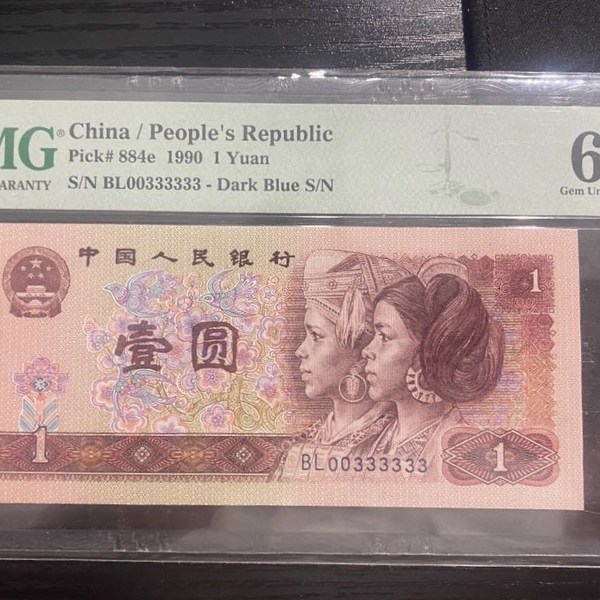 MG® China / People's Republic
Pick# 884e 1990 1 Yuan
ARANTY S/N BL00333333 - Dark Blue S/N
6
Gem Un
中国人民银行
1
壹圆
1
BL00333333
1